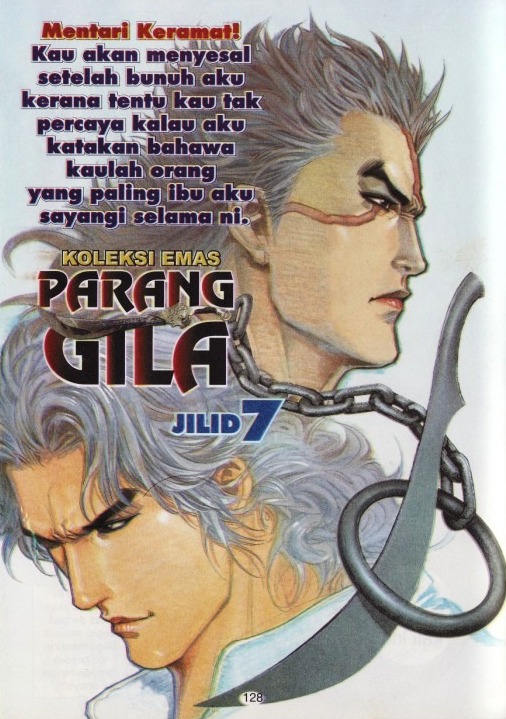 Mentari Keramat!
Kau akan menyesal
setelah bunuh aku
kerana tentu kau tak
percaya kalau aku
katakan bahawa
kaulah orang
yang paling ibu aku
sayangi selama ni.
KOLEKSI EMAS
PARANG
GILA
JILID 7
128